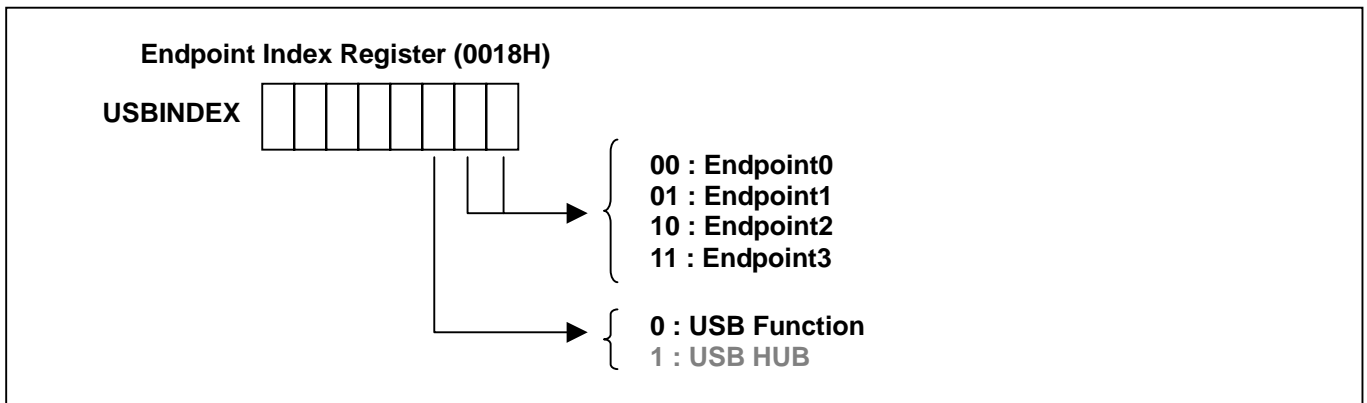 Endpoint Index Register (0018H)
USBINDEX
00 : Endpoint0
01 : Endpoint1
10 : Endpoint2
11 : Endpoint3
0 : USB Function
1 : USB HUB